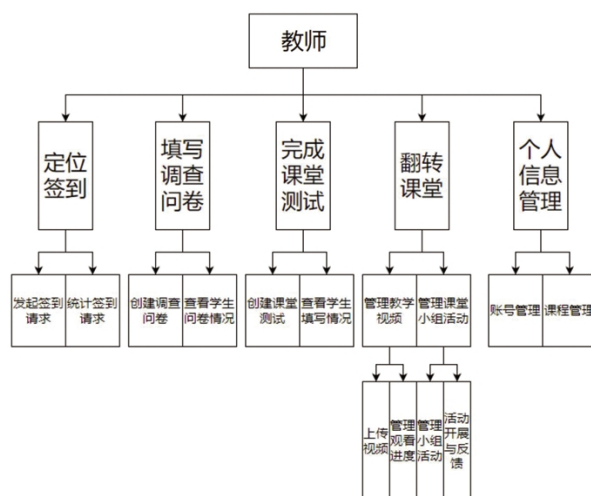 教师
定位
签到
填写
调查
问卷
完成
课堂
测试
翻转
课堂
个人
信息
管理
发起签到
请求
统计签到
请求
创建调查
问卷
查看学生
问卷情况
创建课堂
测试
查看学生
填写情况
管理教学
视频
管理课堂
小组活动
账号管理
课程管理
上传
视频
管理
观看
进度
管理
小组
活动
活动
开展
与反
馈